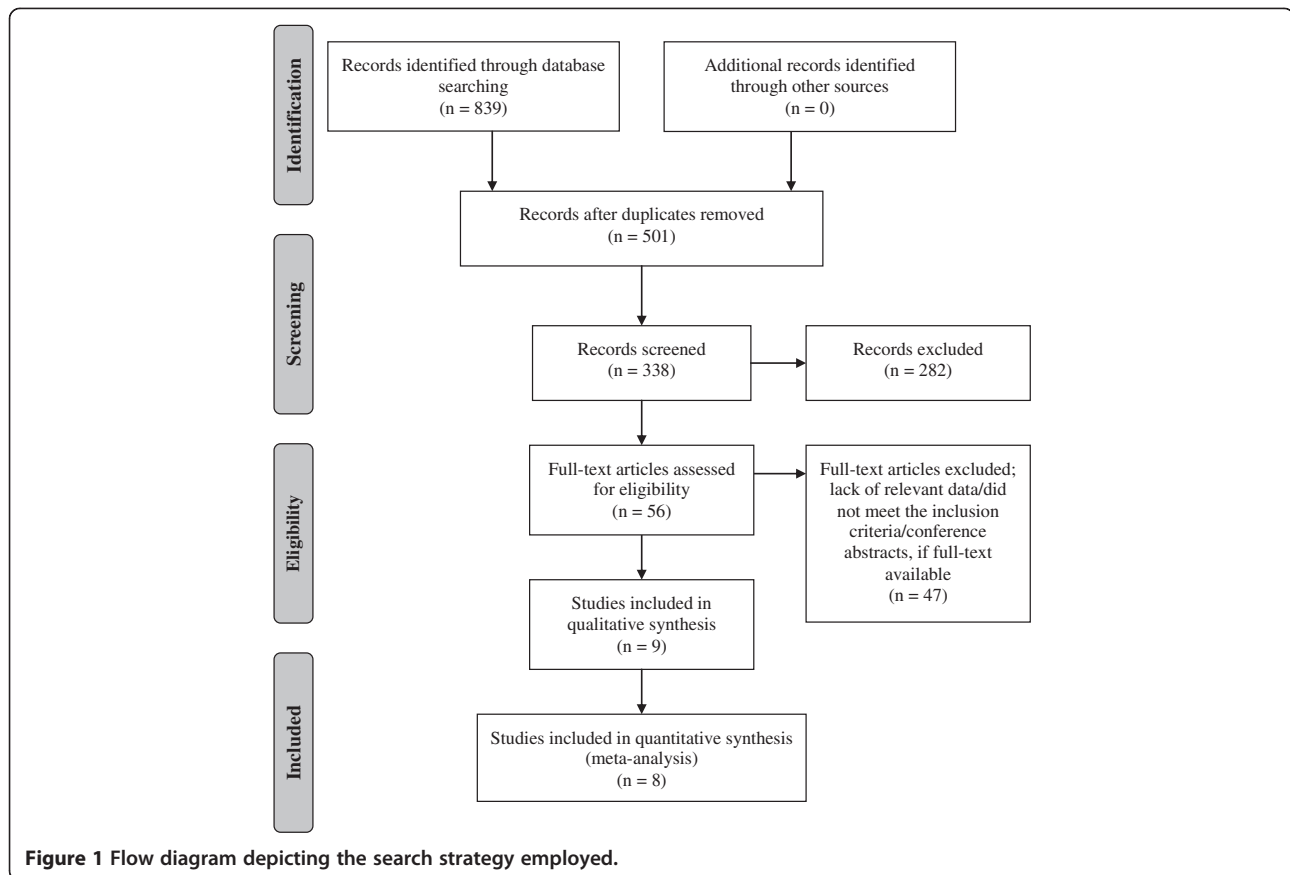 Identification
Records identified through database
searching
(n = 839)
Additional records identified
through other sources
(n = 0)
Records after duplicates removed
(n = 501)
Screening
Records screened
(n = 338)
Records excluded
(n = 282)
Eligibility
Full-text articles assessed
for eligibility
(n = 56)
Full-text articles excluded;
lack of relevant data/did
not meet the inclusion
criteria/conference
abstracts, if full-text
available
(n = 47)
Studies included in
qualitative synthesis
(n = 9)
Included
Studies included in quantitative synthesis
(meta-analysis)
(n = 8)
Figure 1 Flow diagram depicting the search strategy employed.